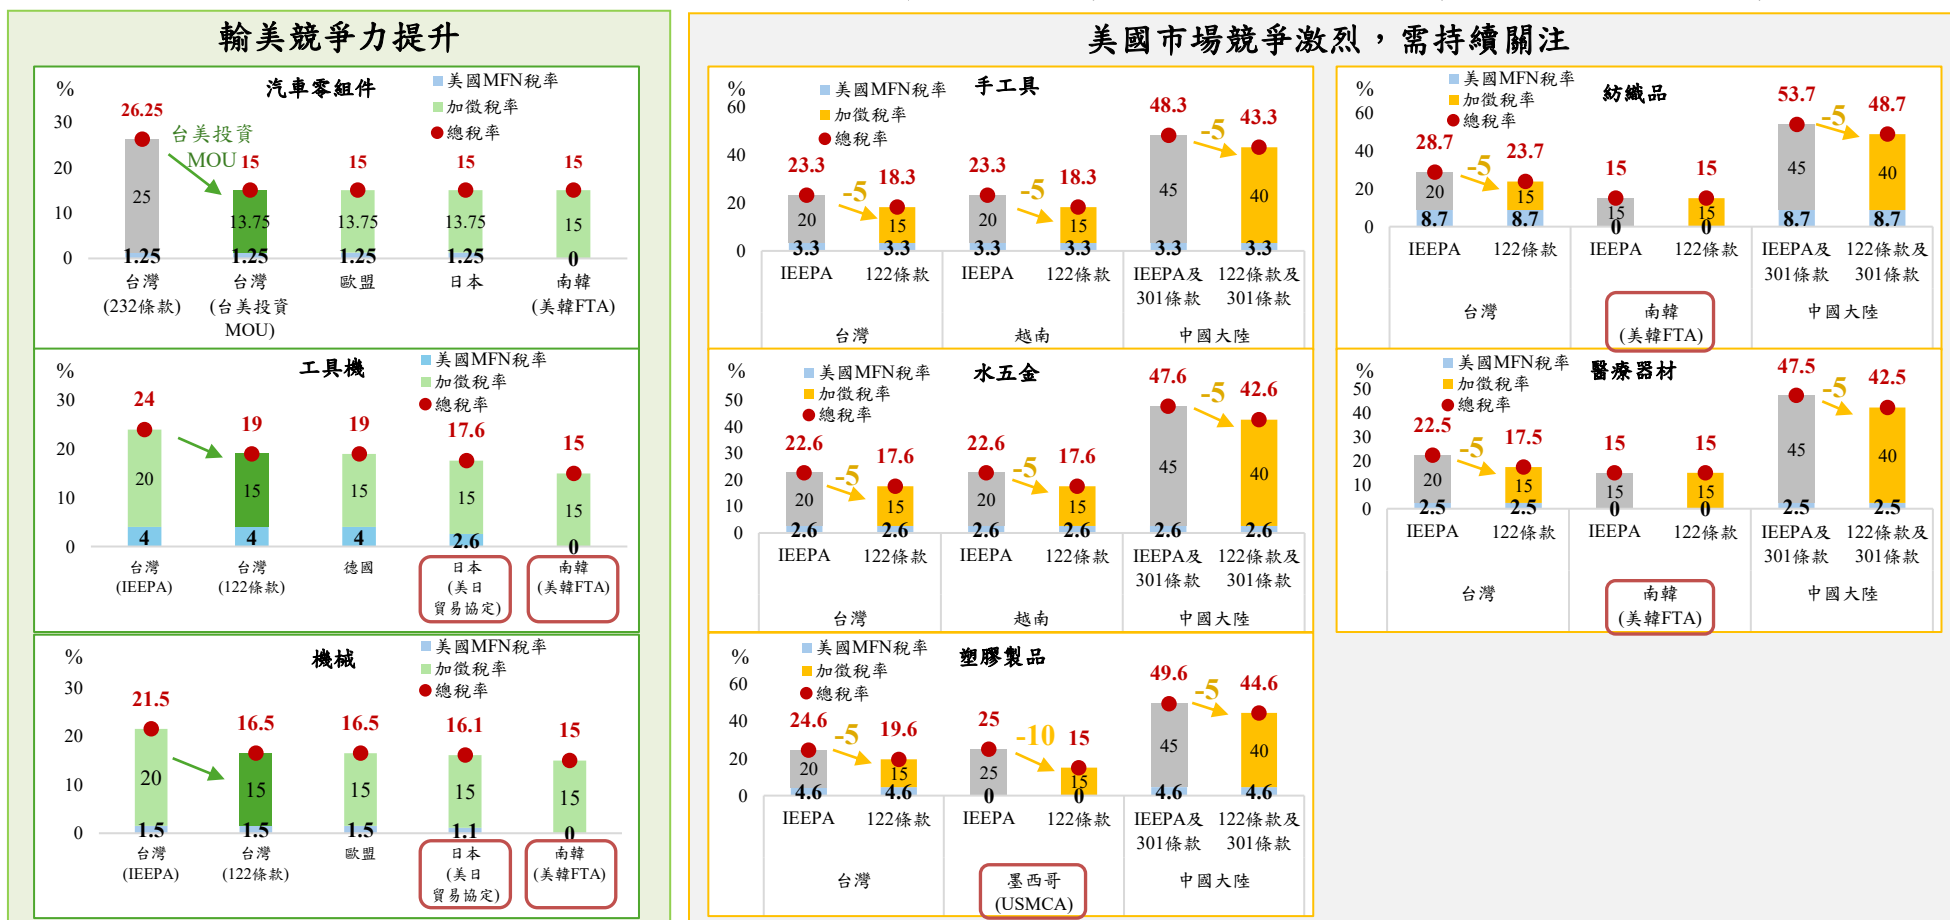 輸美競爭力提升
汽車零組件
%
美國MFN稅率
加徵稅率
總稅率
30
20
10
0
26.25
台美投資
MOU
15
15
15
15
25
13.75
13.75
13.75
15
1.25
1.25
1.25
1.25
0
台灣
(232條款)
台灣
(台美投資
MOU)
歐盟
日本
南韓
(美韓FTA)
工具機
%
美國MFN稅率
加徵稅率
總稅率
30
20
10
0
24
19
19
17.6
15
20
15
15
15
15
4
4
4
2.6
0
台灣
(IEEPA)
台灣
(122條款)
德國
日本
(美日
貿易協定)
南韓
(美韓FTA)
機械
%
美國MFN稅率
加徵稅率
總稅率
30
20
10
0
21.5
16.5
16.5
16.1
15
20
15
15
15
15
1.5
1.5
1.5
1.1
0
台灣
(IEEPA)
台灣
(122條款)
歐盟
日本
(美日
貿易協定)
南韓
(美韓FTA)
美國市場競爭激烈，需持續關注
手工具
%
美國MFN稅率
加徵稅率
總稅率
60
40
20
0
23.3
-5
18.3
23.3
-5
18.3
48.3
-5
43.3
20
15
20
15
45
40
3.3
3.3
3.3
3.3
3.3
3.3
IEEPA
122條款
IEEPA
122條款
IEEPA及
301條款
122條款及
301條款
台灣
越南
中國大陸
紡織品
%
美國MFN稅率
加徵稅率
總稅率
60
40
20
0
28.7
-5
23.7
15
15
53.7
-5
48.7
20
15
15
15
45
40
8.7
8.7
0
0
8.7
8.7
IEEPA
122條款
IEEPA
122條款
IEEPA及
301條款
122條款及
301條款
台灣
南韓
(美韓FTA)
中國大陸
水五金
%
美國MFN稅率
加徵稅率
總稅率
50
40
30
20
10
0
22.6
-5
17.6
22.6
-5
17.6
47.6
-5
42.6
20
15
20
15
45
40
2.6
2.6
2.6
2.6
2.6
2.6
IEEPA
122條款
IEEPA
122條款
IEEPA及
301條款
122條款及
301條款
台灣
越南
中國大陸
醫療器材
%
美國MFN稅率
加徵稅率
總稅率
50
40
30
20
10
0
22.5
-5
17.5
15
15
47.5
-5
42.5
20
15
15
15
45
40
2.5
2.5
0
0
2.5
2.5
IEEPA
122條款
IEEPA
122條款
IEEPA及
301條款
122條款及
301條款
台灣
南韓
(美韓FTA)
中國大陸
塑膠製品
%
美國MFN稅率
加徵稅率
總稅率
60
40
20
0
24.6
-5
19.6
25
-10
15
49.6
-5
44.6
20
15
25
15
45
40
4.6
4.6
0
0
4.6
4.6
IEEPA
122條款
IEEPA
122條款
IEEPA及
301條款
122條款及
301條款
台灣
墨西哥
(USMCA)
中國大陸